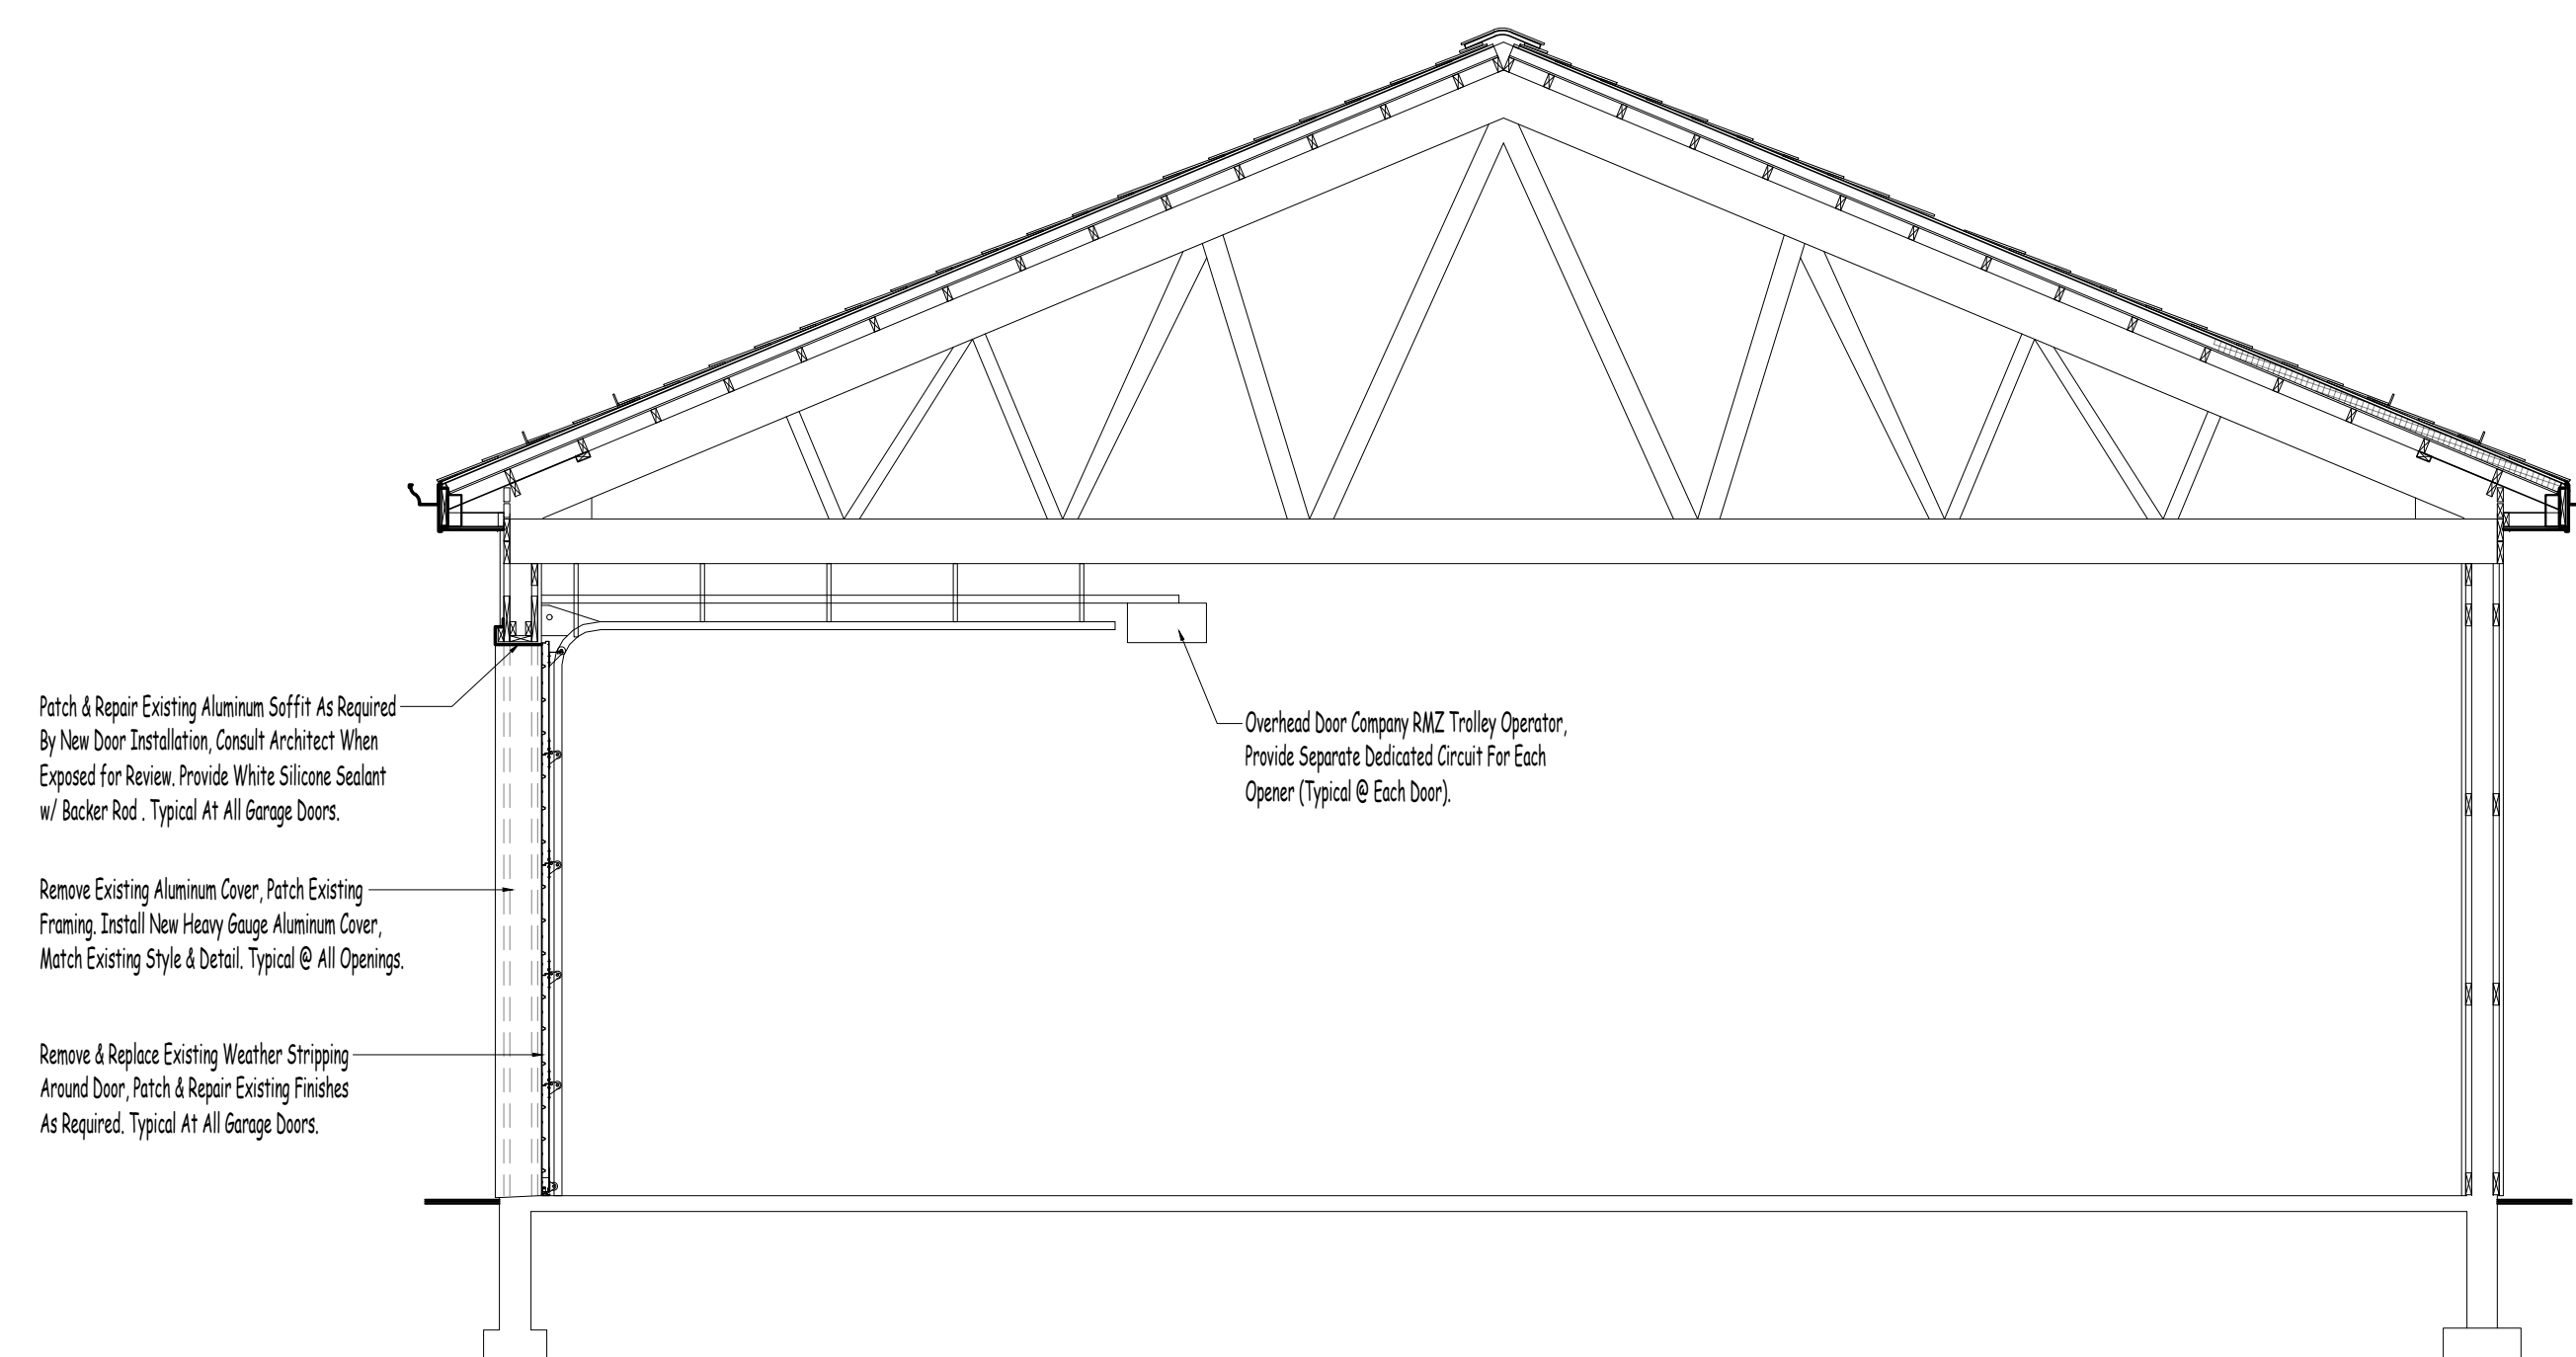 Patch & Repair Existing Aluminum Soffit As Required
By New Door Installation, Consult Architect When
Exposed for Review. Provide White Silicone Sealant
w/ Backer Rod . Typical At All Garage Doors.
Remove Existing Aluminum Cover, Patch Existing
Framing. Install New Heavy Gauge Aluminum Cover,
Match Existing Style & Detail. Typical @ All Openings.
Remove & Replace Existing Weather Stripping
Around Door, Patch & Repair Existing Finishes
As Required. Typical At All Garage Doors.
Overhead Door Company RMZ Trolley Operator,
Provide Separate Dedicated Circuit For Each
Opener (Typical @ Each Door).